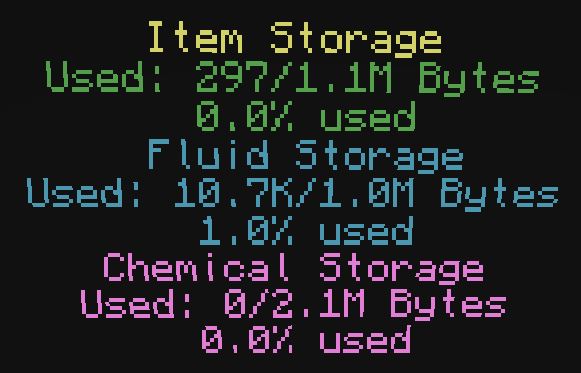 Item Storage
Used: 297/1.1M Bytes
0.0% used
Fluid Storage
Used: 10.7K/1.0M Bytes
1.0% used
Chemical Storage
Used: 0/2.1M Bytes
0.0% used